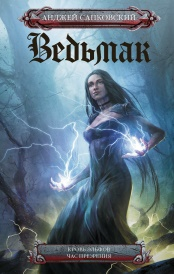 АНДЖЕЙ САПКОВСКИЙ
Ведьмак
КРОВЬ ЭЛЬФОВ
ЧАС ПРЕЗРЕНИЯ